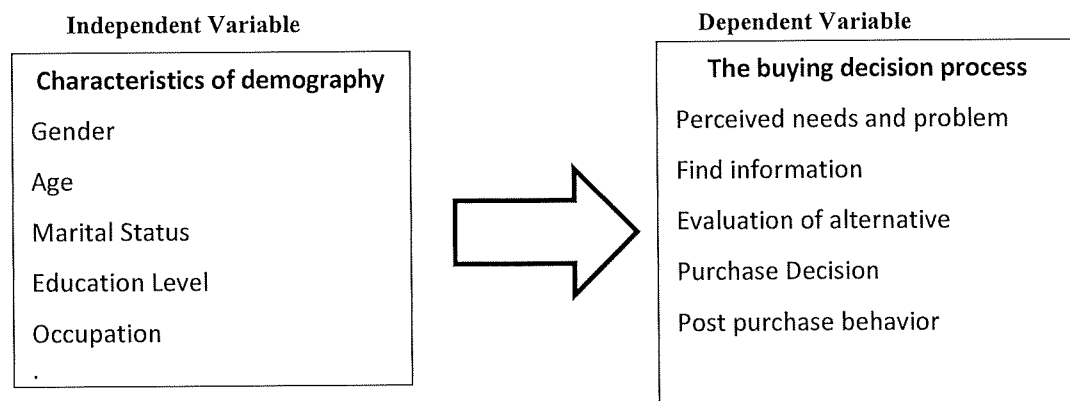 Independent Variable
Characteristics of demography
Gender
Age
Marital Status
Education Level
Occupation
.
Dependent Variable
The buying decision process
Perceived needs and problem
Find information
Evaluation of alternative
Purchase Decision
Post purchase behavior